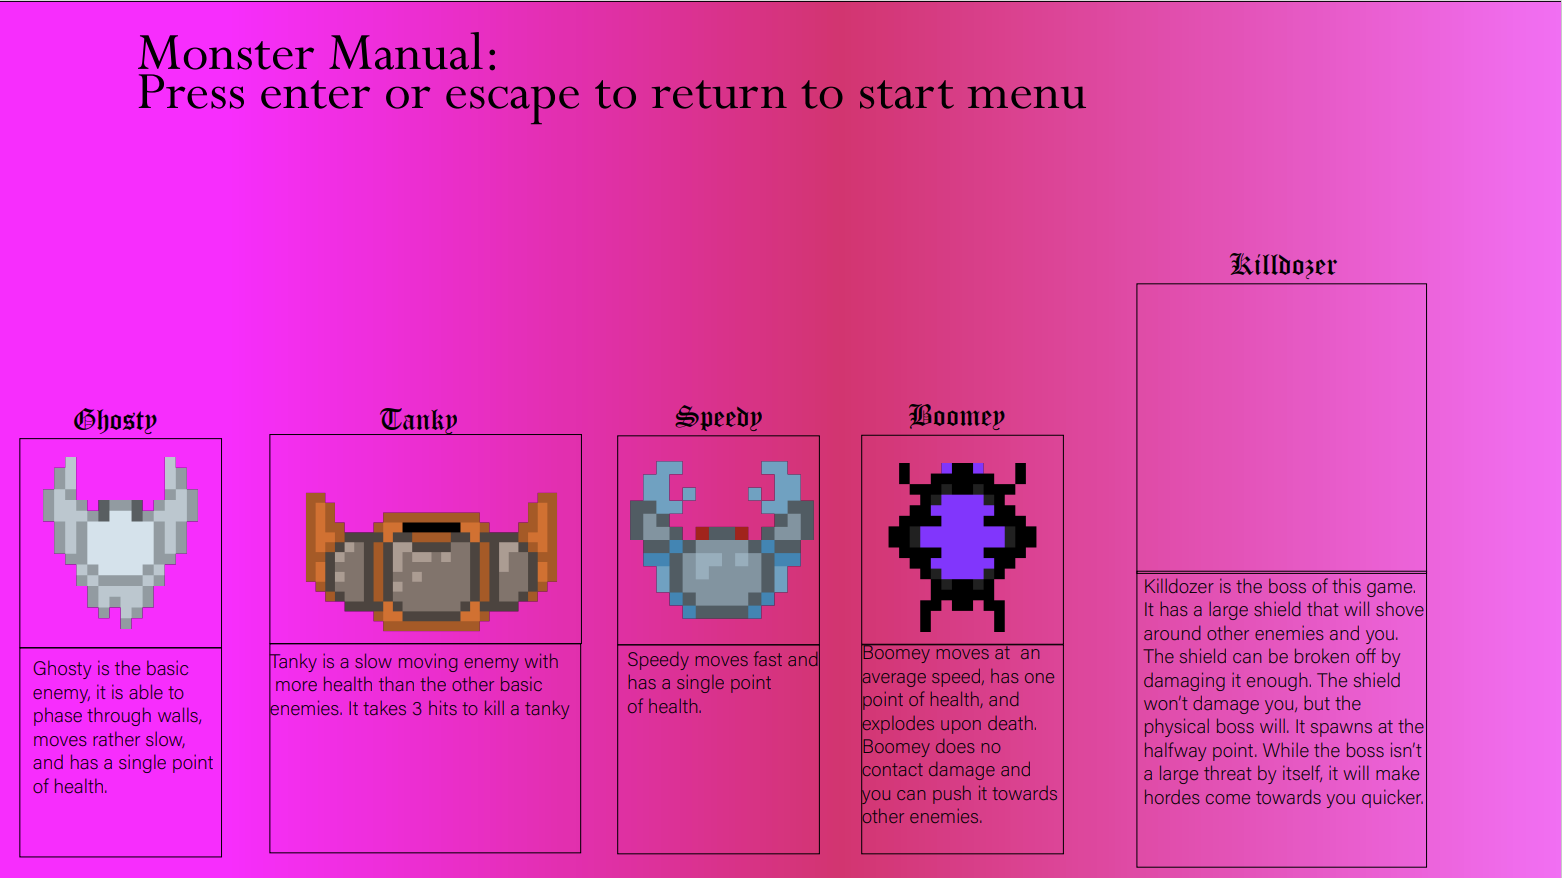 Monster Manual:
Press enter or escape to return to start menu
Ghosty
Ghosty is the basic
enemy, it is able to
phase through walls,
moves rather slow,
and has a single point
of health.
Tanky
Tanky is a slow moving enemy with
more health than the other basic
enemies. It takes 3 hits to kill a tanky
Speedy
Speedy moves fast and
has a single point
of health.
Boomey
Boomey moves at  an
average speed, has one
point of health, and
explodes upon death.
Boomey does no
contact damage and
you can push it towards
other enemies.
Killdozer
Killdozer is the boss of this game.
It has a large shield that will shove
around other enemies and you.
The shield can be broken off by
damaging it enough. The shield
won’t damage you, but the
physical boss will. It spawns at the
halfway point. While the boss isn’t
a large threat by itself, it will make
hordes come towards you quicker.